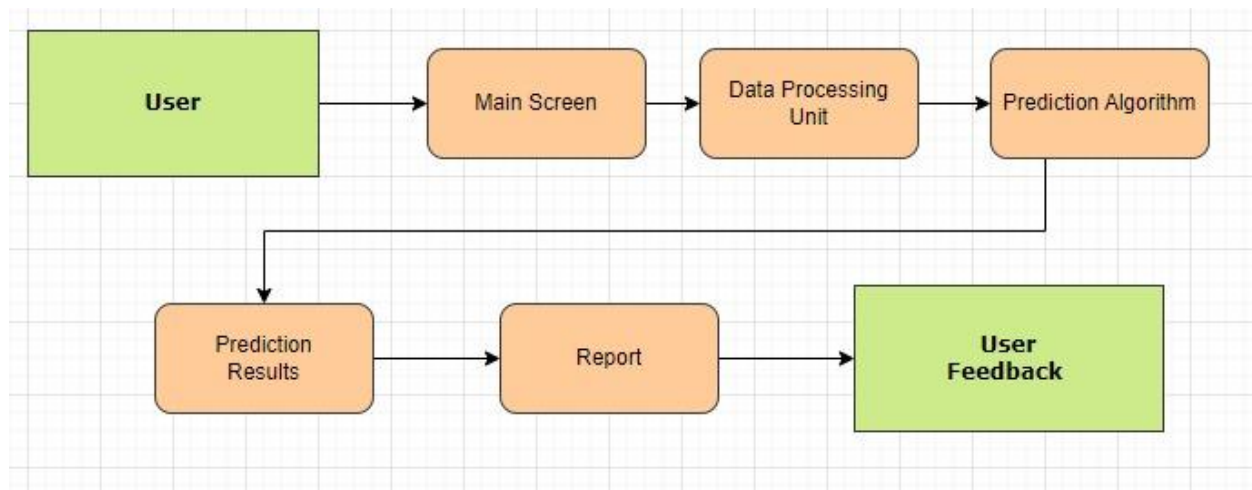 User
Main Screen
Data Processing
Unit
Prediction Algorithm
Prediction
Results
Report
User
Feedback